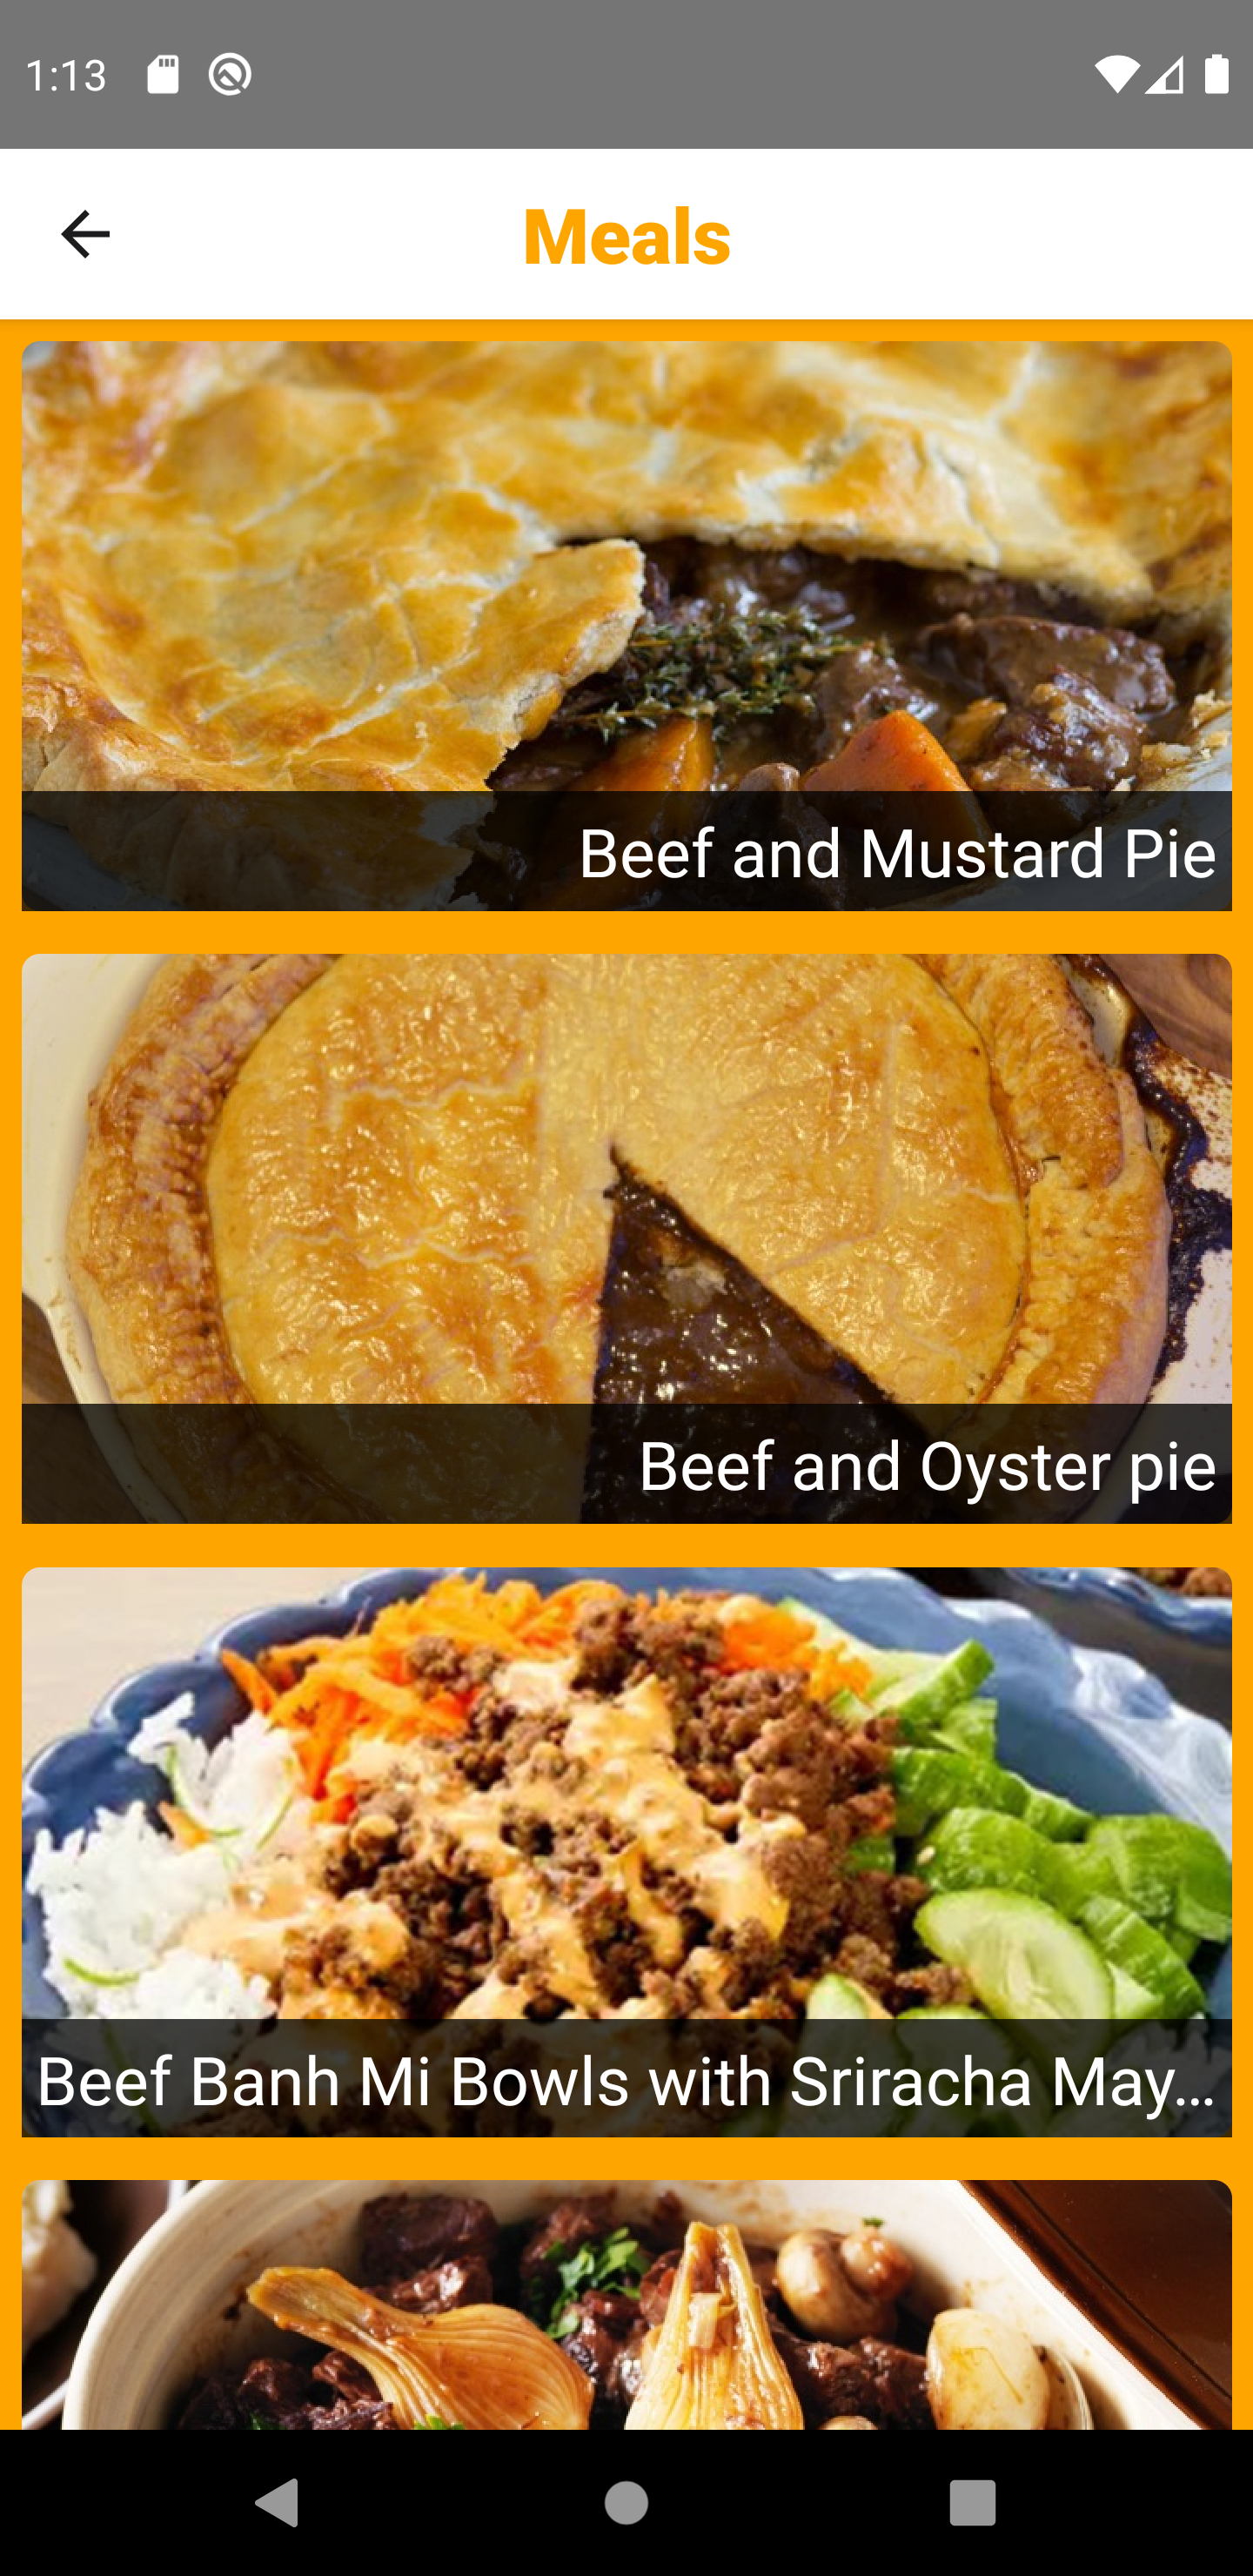 1:13
Meals
Beef and Mustard Pie
Beef and Oyster pie
Beef Banh Mi Bowls with Sriracha May...